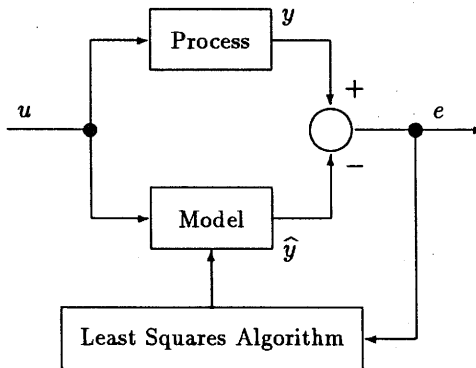 y
Process
+
u
e
−
Model
ŷ
Least Squares Algorithm